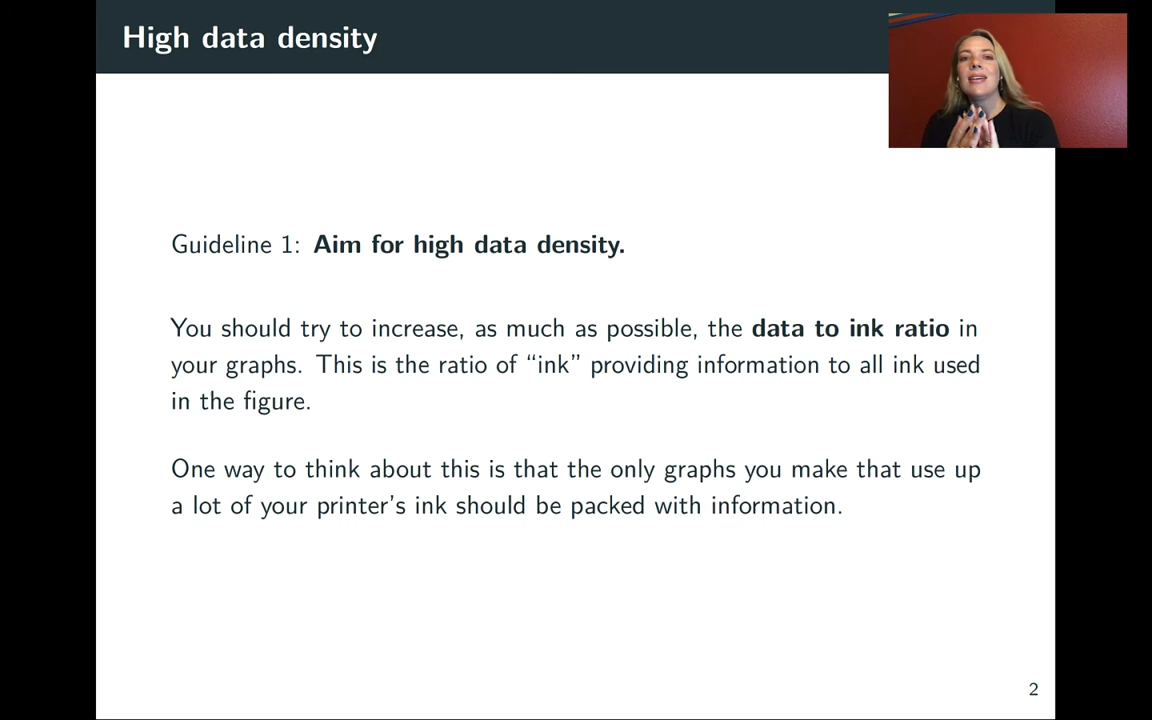 High data density
Guideline 1: Aim for high data density.
You should try to increase, as much as possible, the data to ink ratio in
your graphs. This is the ratio of “ink” providing information to all ink used
in the figure.
One way to think about this is that the only graphs you make that use up
a lot of your printer’s ink should be packed with information.
2